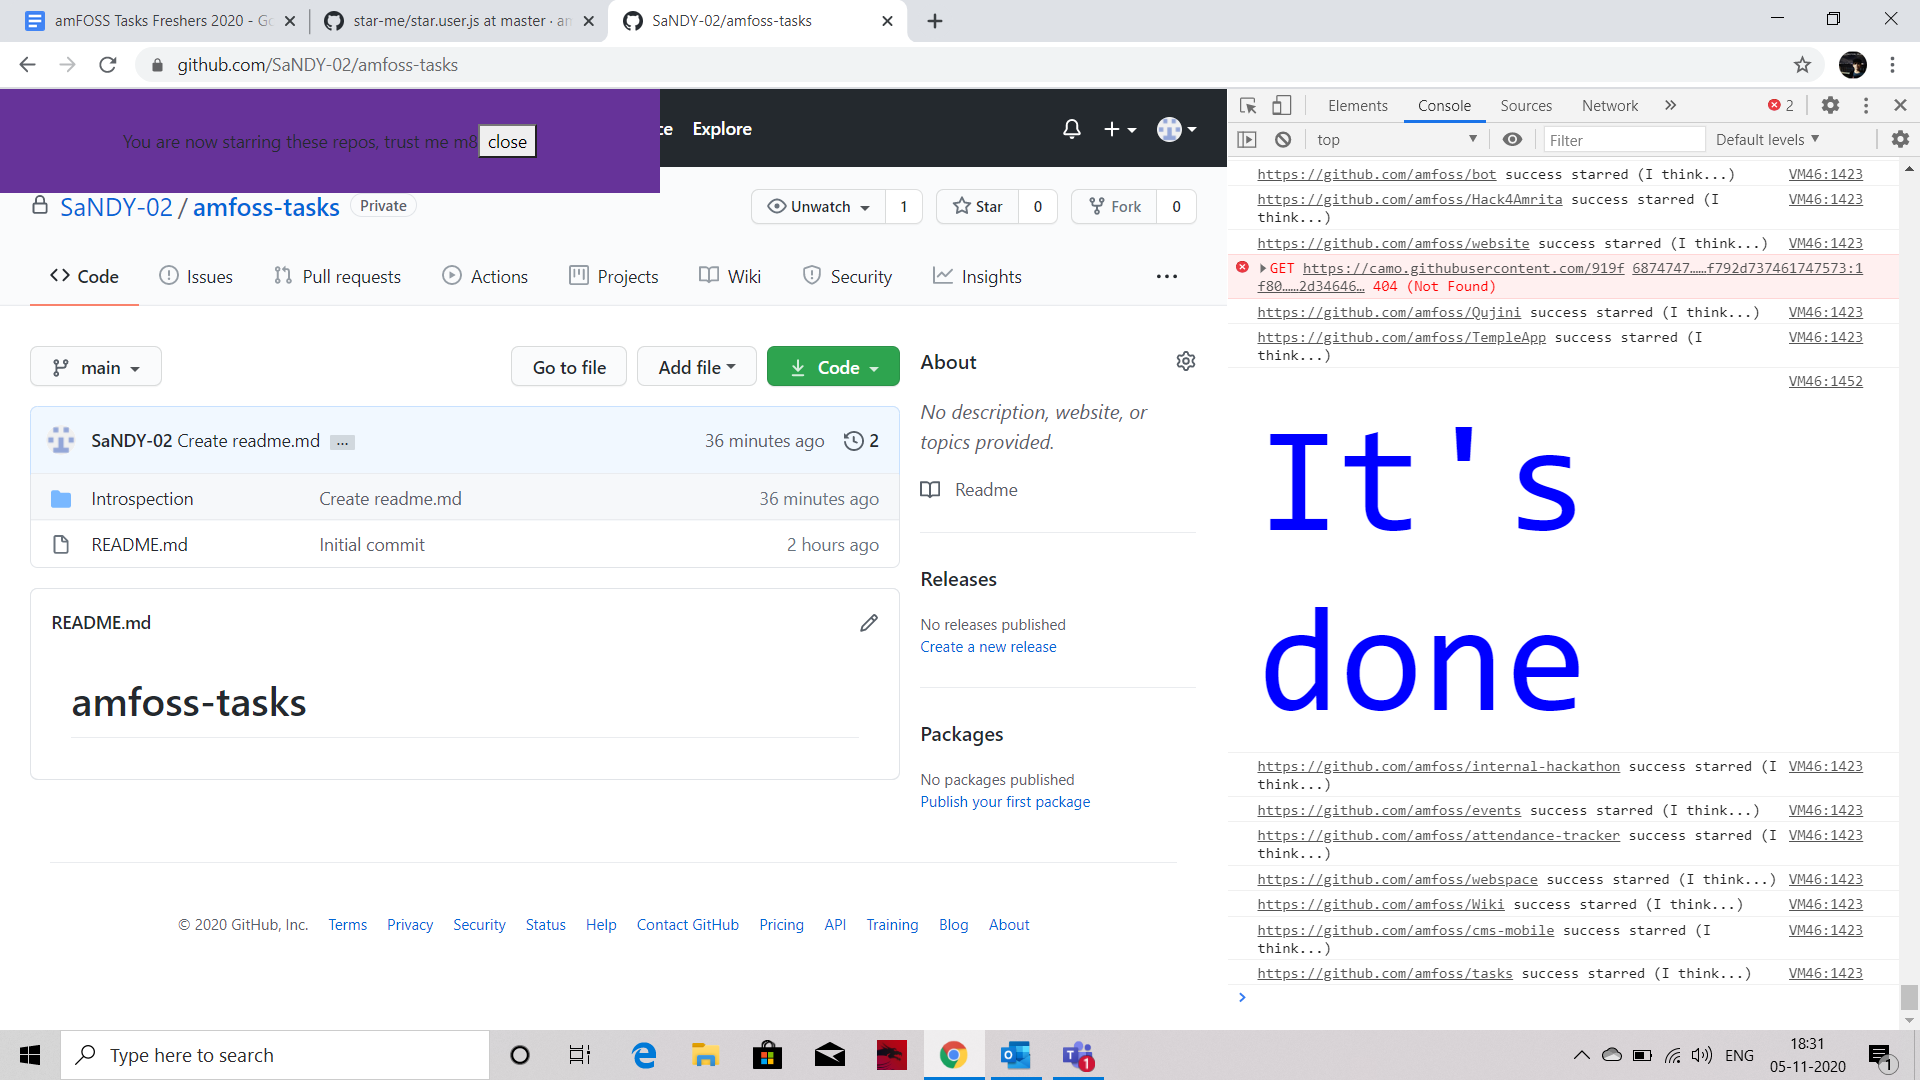 amFOSS Tasks Freshers 2020 - Go
star-me/star.user.js at master · am
SaNDY-02/amfoss-tasks
github.com/SaNDY-02/amfoss-tasks
You are now starring these repos, trust me m8
close
Explore
SaNDY-02 / amfoss-tasks Private
Unwatch 1
Star 0
Fork 0
Code
Issues
Pull requests
Actions
Projects
Wiki
Security
Insights
main
Go to file
Add file
Code
SaNDY-02 Create readme.md ... 36 minutes ago 2
Introspection Create readme.md 36 minutes ago
README.md Initial commit 2 hours ago
README.md
amfoss-tasks
About
No description, website, or
topics provided.
Readme
Releases
No releases published
Create a new release
Packages
No packages published
Publish your first package
© 2020 GitHub, Inc. Terms Privacy Security Status Help Contact GitHub Pricing API Training Blog About
Elements Console Sources Network » 2
top Filter Default levels
https://github.com/amfoss/bot success starred (I think...) VM46:1423
https://github.com/amfoss/Hack4Amrita success starred (I VM46:1423
think...)
https://github.com/amfoss/website success starred (I think...) VM46:1423
GET https://camo.githubusercontent.com/919f 6874747……f792d737461747573:1
f80……2d34646… 404 (Not Found)
https://github.com/amfoss/Qujini success starred (I think...) VM46:1423
https://github.com/amfoss/TempleApp success starred (I VM46:1423
think...)
VM46:1452
It's
done
https://github.com/amfoss/internal-hackathon success starred (I VM46:1423
think...)
https://github.com/amfoss/events success starred (I think...) VM46:1423
https://github.com/amfoss/attendance-tracker success starred (I VM46:1423
think...)
https://github.com/amfoss/webspace success starred (I think...) VM46:1423
https://github.com/amfoss/Wiki success starred (I think...) VM46:1423
https://github.com/amfoss/cms-mobile success starred (I VM46:1423
think...)
https://github.com/amfoss/tasks success starred (I think...) VM46:1423
Type here to search
1
ENG
18:31
05-11-2020
1